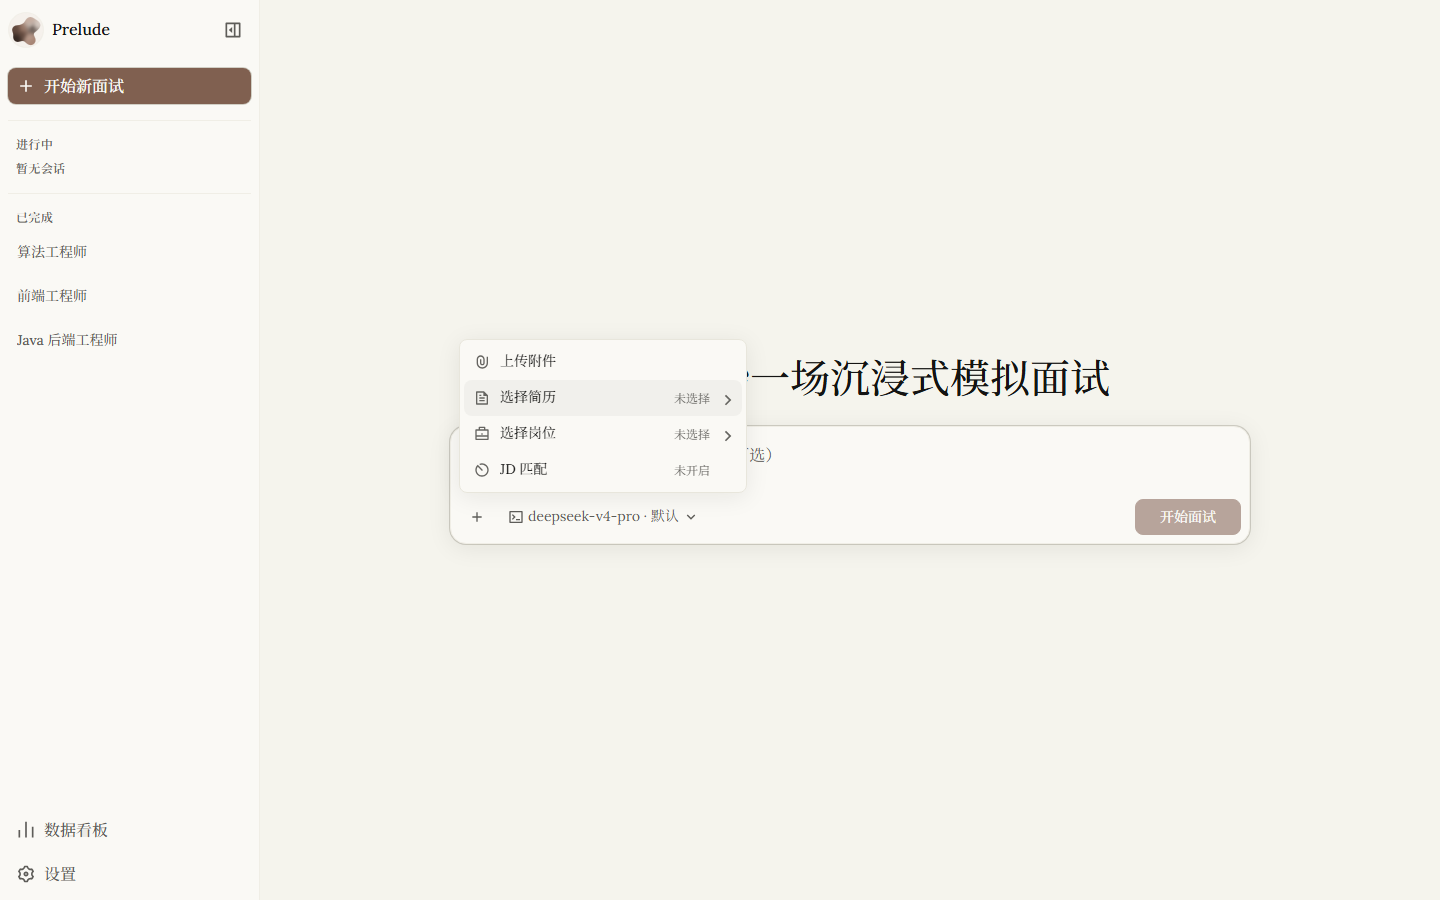 Prelude
开始新面试
进行中
暂无会话
已完成
算法工程师
前端工程师
Java 后端工程师
数据看板
设置
一场沉浸式模拟面试
上传附件
选择简历 未选择
选择岗位 未选择
JD 匹配 未开启
选）
deepseek-v4-pro · 默认
开始面试